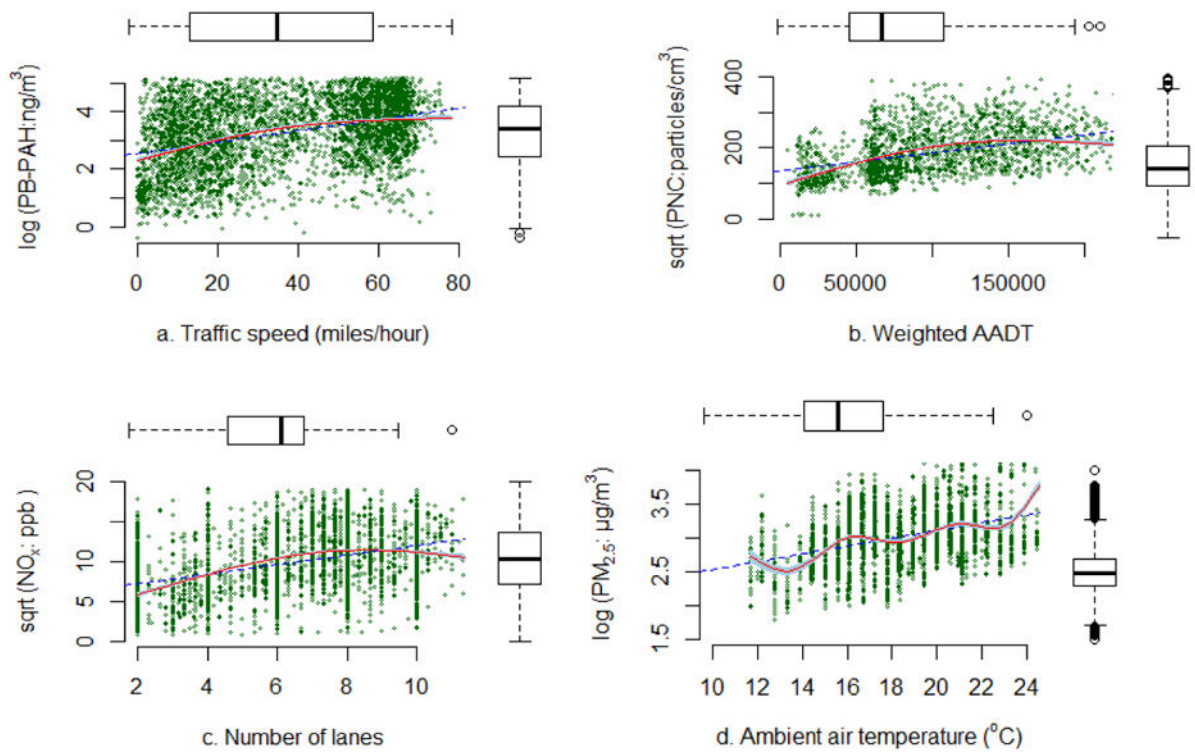 log (PB-PAH:ng/m³)
4
2
0
0 20 40 60 80
a. Traffic speed (miles/hour)
sqrt (PNC:particles/cm³)
400
200
0
50000 150000
b. Weighted AADT
sqrt (NOₓ: ppb )
20
15
10
5
0
2 4 6 8 10
c. Number of lanes
log (PM₂.₅: µg/m³)
3.5
2.5
1.5
10 12 14 16 18 20 22 24
d. Ambient air temperature (°C)